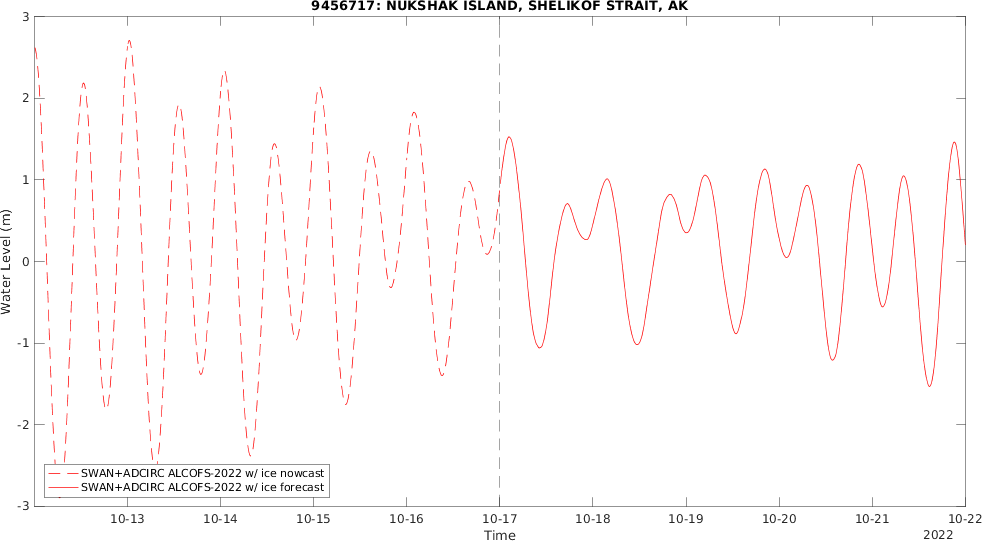 9456717: NUKSHAK ISLAND, SHELIKOF STRAIT, AK
3
2
1
0
-1
-2
-3
Water Level (m)
SWAN+ADCIRC ALCOFS-2022 w/ ice nowcast
SWAN+ADCIRC ALCOFS-2022 w/ ice forecast
10-13 10-14 10-15 10-16 10-17 10-18 10-19 10-20 10-21 10-22
Time
2022